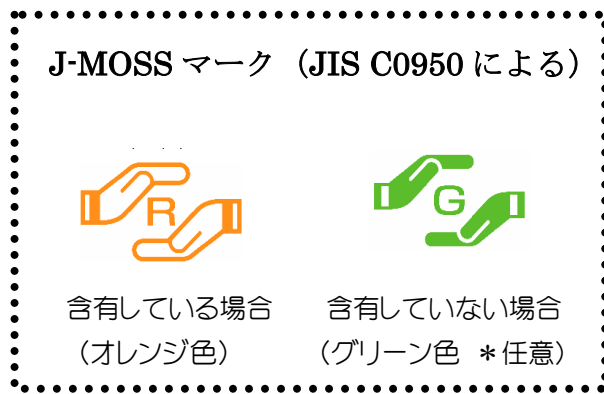 J-MOSS マーク（JIS C0950 による）
R G
含有している場合 含有していない場合
（オレンジ色） （グリーン色 ＊任意）